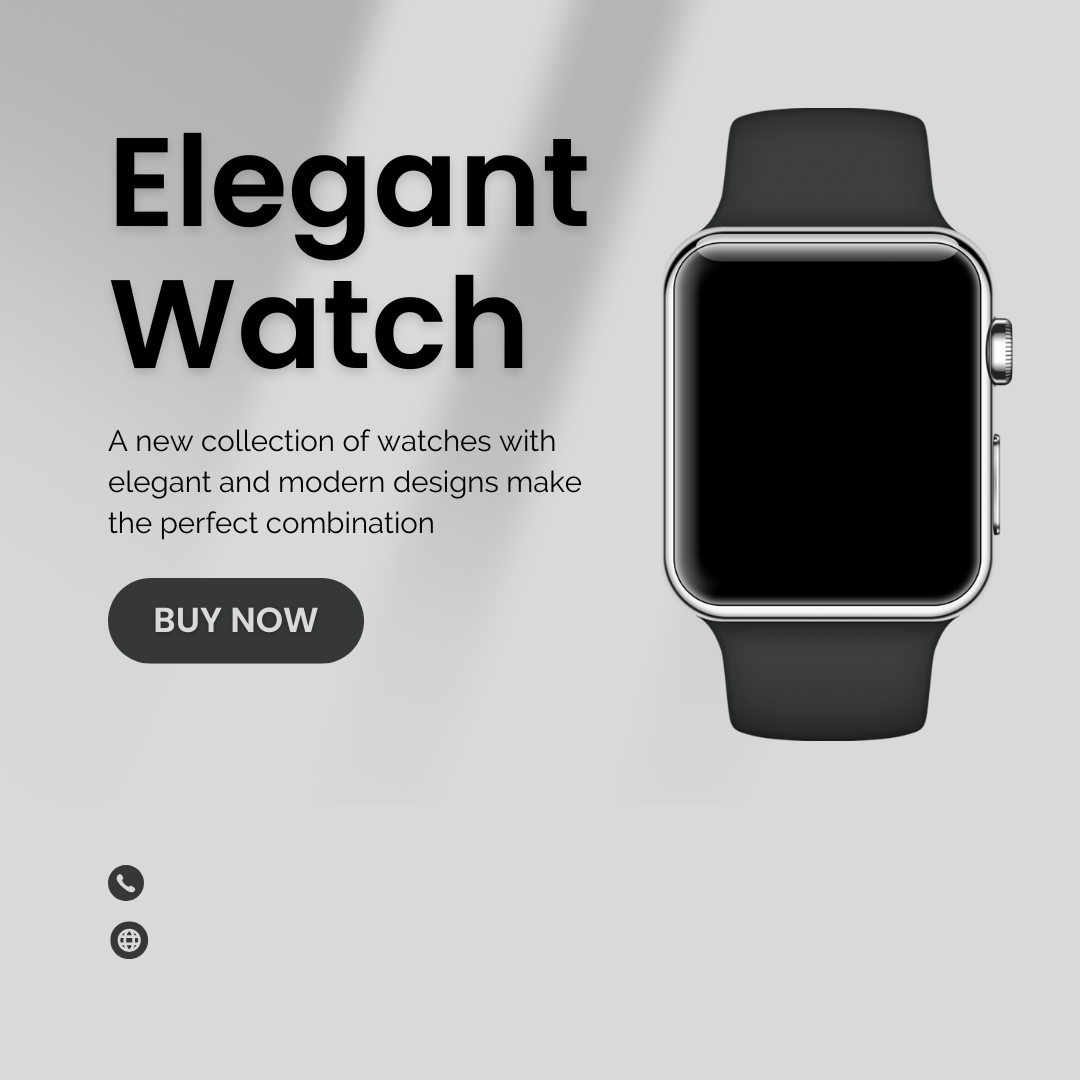 Elegant
Watch
A new collection of watches with
elegant and modern designs make
the perfect combination
BUY NOW